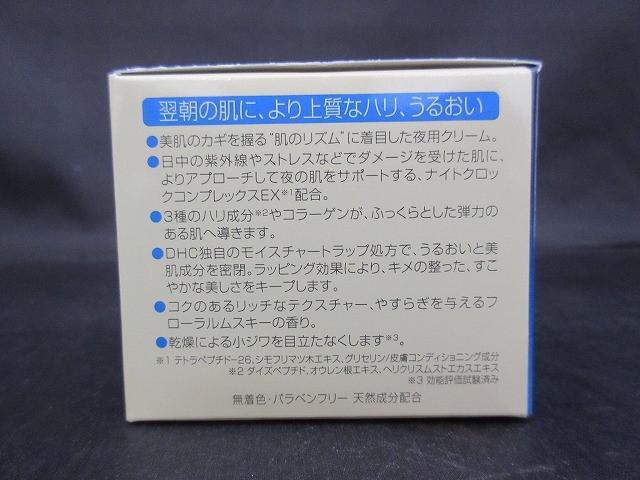 翌朝の肌に、より上質なハリ、うるおい
●美肌のカギを握る“肌のリズム”に着目した夜用クリーム。
●日中の紫外線やストレスなどでダメージを受けた肌に、
よりアプローチして夜の肌をサポートする、ナイトクロッ
クコンプレックスEX※1配合。
●3種のハリ成分※2やコラーゲンが、ふっくらとした弾力の
ある肌へ導きます。
●DHC独自のモイスチャートラップ処方で、うるおいと美
肌成分を密閉。ラッピング効果により、キメの整った、すこ
やかな美しさをキープします。
●コクのあるリッチなテクスチャー、やすらぎを与えるフ
ローラルムスキーの香り。
●乾燥による小ジワを目立たなくします※3。
※1 テトラペプチド-26、シモフリマツ木エキス、グリセリン/皮膚コンディショニング成分
※2 ダイズペプチド、オウレン根エキス、ヘリクリスムストエカスエキス
※3 効能評価試験済み
無着色・パラベンフリー 天然成分配合